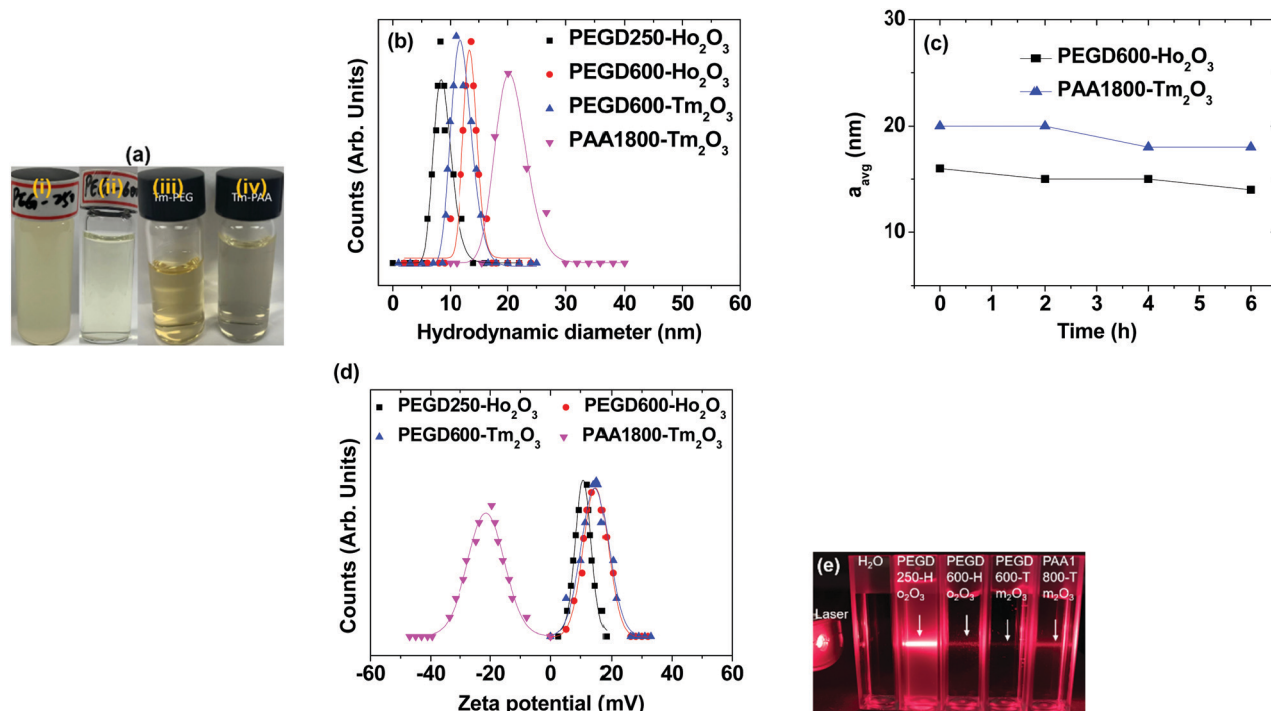 (a)
(i)
PEG-250
(ii)
PEG 600
(iii)
Tm-PEG
(iv)
Tm-PAA
(b)
Counts (Arb. Units)
PEGD250-Ho₂O₃
PEGD600-Ho₂O₃
PEGD600-Tm₂O₃
PAA1800-Tm₂O₃
0 10 20 30 40 50 60
Hydrodynamic diameter (nm)
(c)
a_avg (nm)
30
20
10
PEGD600-Ho₂O₃
PAA1800-Tm₂O₃
0 1 2 3 4 5 6
Time (h)
(d)
Counts (Arb. Units)
PEGD250-Ho₂O₃ PEGD600-Ho₂O₃
PEGD600-Tm₂O₃ PAA1800-Tm₂O₃
-60 -40 -20 0 20 40 60
Zeta potential (mV)
(e)
Laser
H₂O
PEGD
250-H
o₂O₃
PEGD
600-H
o₂O₃
PEGD
600-T
m₂O₃
PAA1
800-T
m₂O₃